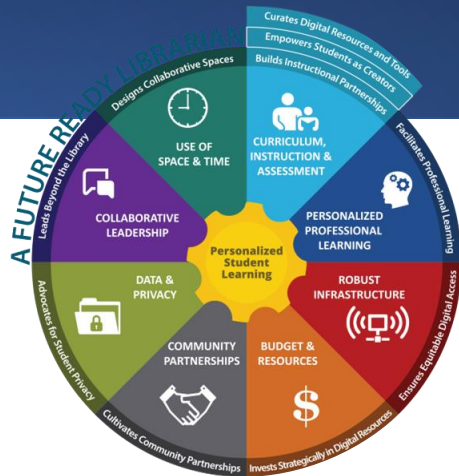 A FUTURE READY LIBRARIAN
Curates Digital Resources and Tools
Empowers Students as Creators
Builds Instructional Partnerships
CURRICULUM,
INSTRUCTION &
ASSESSMENT
Facilitates Professional Learning
PERSONALIZED
PROFESSIONAL
LEARNING
Ensures Equitable Digital Access
ROBUST
INFRASTRUCTURE
Invests Strategically in Digital Resources
BUDGET &
RESOURCES
$
Cultivates Community Partnerships
COMMUNITY
PARTNERSHIPS
Advocates for Student Privacy
DATA &
PRIVACY
Leads Beyond the Library
COLLABORATIVE
LEADERSHIP
Designs Collaborative Spaces
USE OF
SPACE & TIME
Personalized
Student
Learning